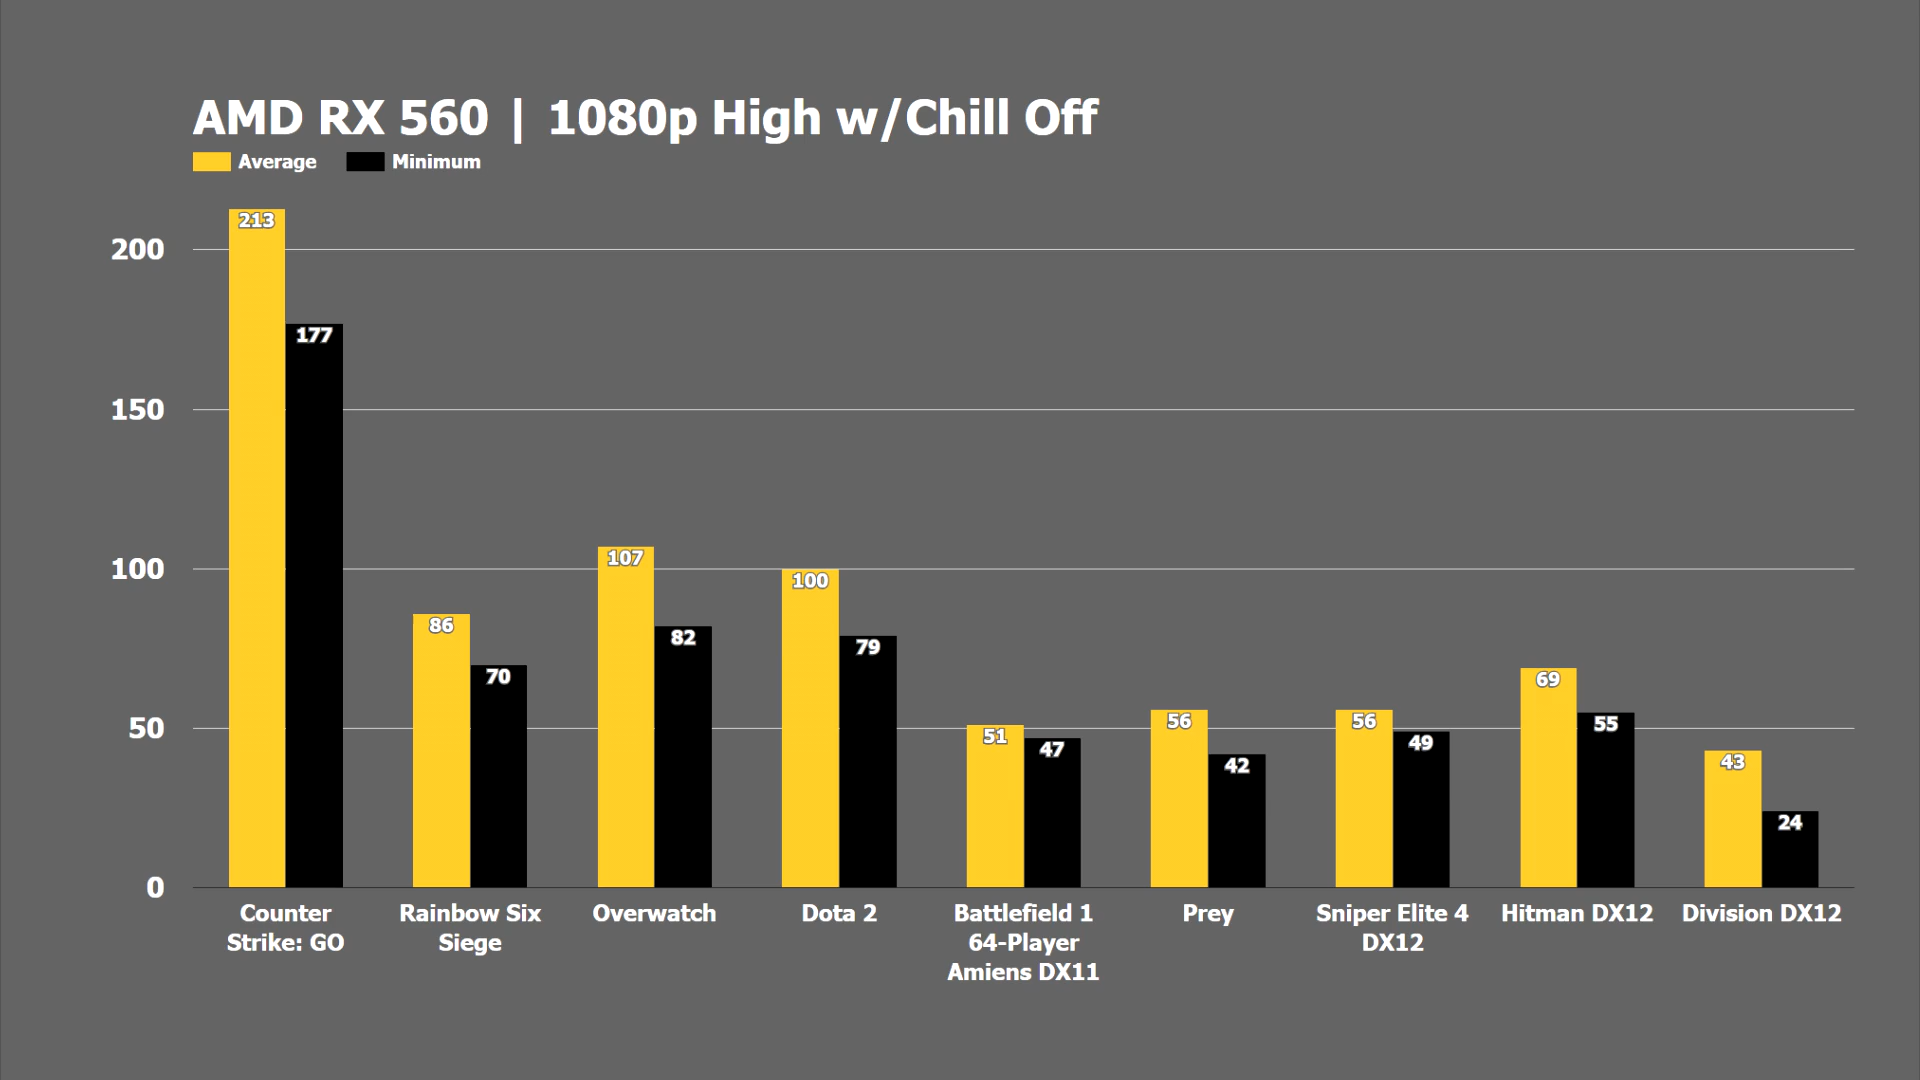 AMD RX 560 | 1080p High w/Chill Off
Average Minimum
213
200
177
150
107
100
100
86
82
79
70
69
56
56
55
51
50
49
47
43
42
24
0
Counter
Strike: GO
Rainbow Six
Siege
Overwatch
Dota 2
Battlefield 1
64-Player
Amiens DX11
Prey
Sniper Elite 4
DX12
Hitman DX12
Division DX12